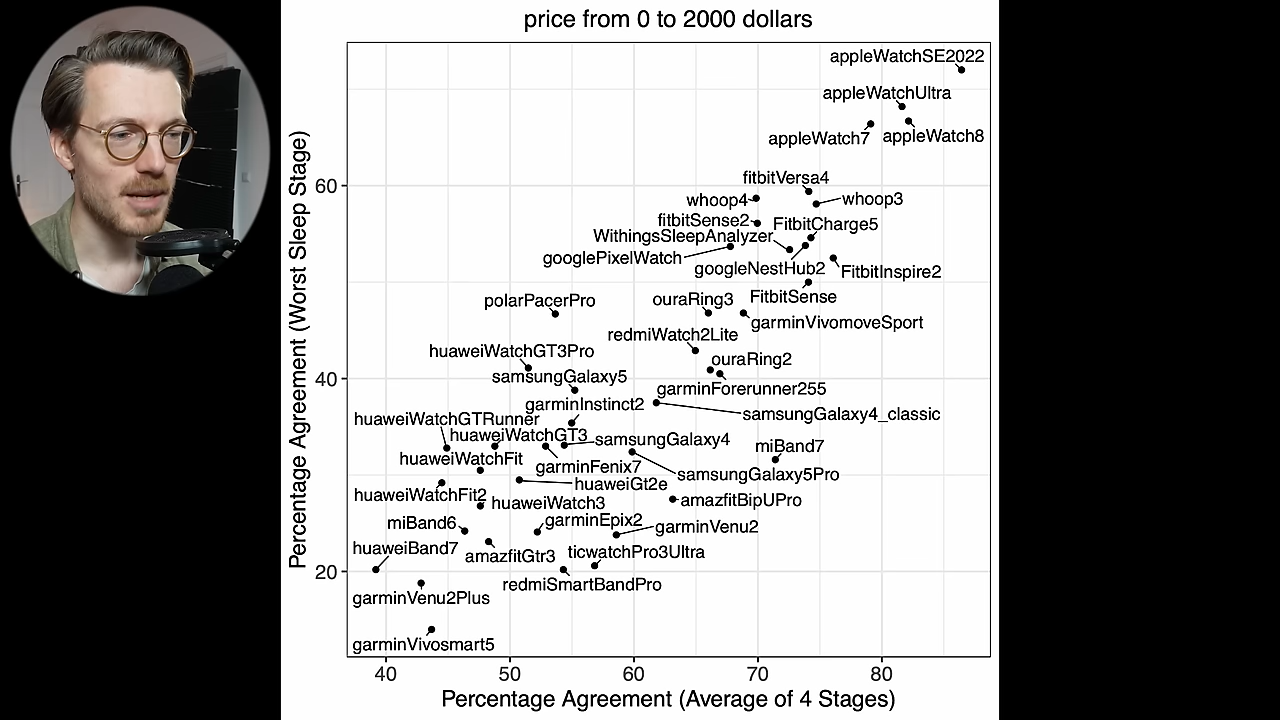 price from 0 to 2000 dollars
appleWatchSE2022
appleWatchUltra
appleWatch7
appleWatch8
fitbitVersa4
whoop4
whoop3
fitbitSense2
FitbitCharge5
WithingsSleepAnalyzer
googlePixelWatch
googleNestHub2
FitbitInspire2
FitbitSense
polarPacerPro
ouraRing3
garminVivomoveSport
redmiWatch2Lite
huaweiWatchGT3Pro
ouraRing2
samsungGalaxy5
garminForerunner255
garminInstinct2
samsungGalaxy4_classic
huaweiWatchGTRunner
huaweiWatchGT3
samsungGalaxy4
miBand7
huaweiWatchFit
garminFenix7
samsungGalaxy5Pro
huaweiGt2e
huaweiWatchFit2
huaweiWatch3
amazfitBipUPro
miBand6
garminEpix2
garminVenu2
huaweiBand7
amazfitGtr3
ticwatchPro3Ultra
redmiSmartBandPro
garminVenu2Plus
garminVivosmart5
60
40
20
Percentage Agreement (Worst Sleep Stage)
40 50 60 70 80
Percentage Agreement (Average of 4 Stages)